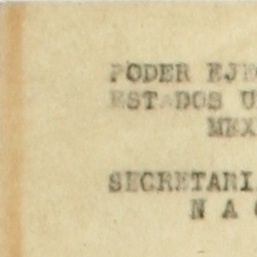 PODER EJE
ESTADOS U
MEX
SECRETARI
N A C